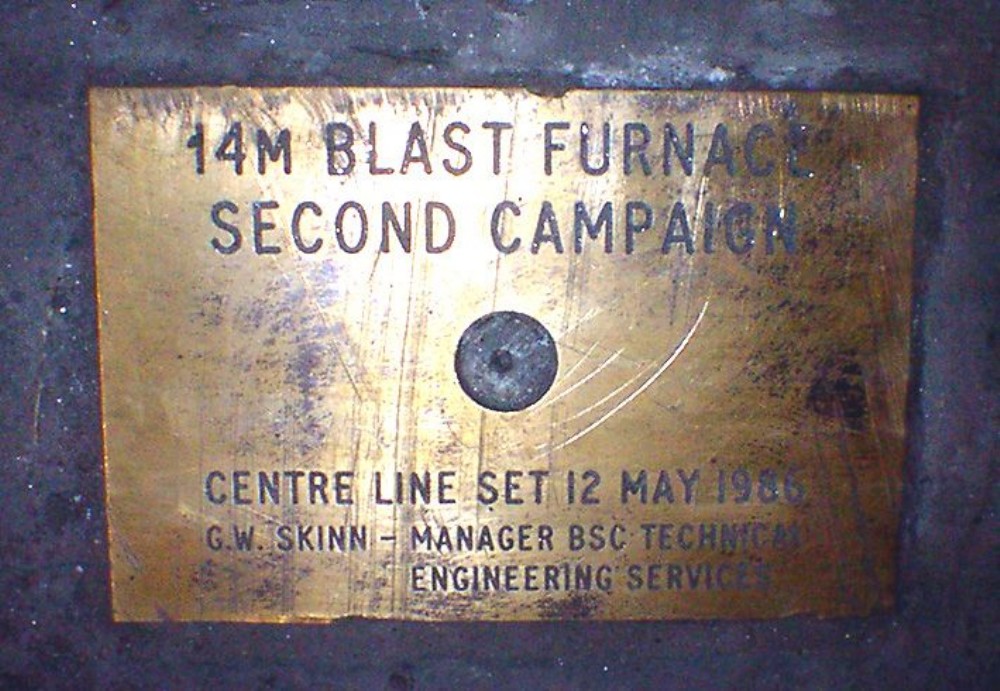 14M BLAST FURNACE
SECOND CAMPAIGN
CENTRE LINE SET 12 MAY 1986
G.W. SKINN - MANAGER BSC TECHNICAL
ENGINEERING SERVICES